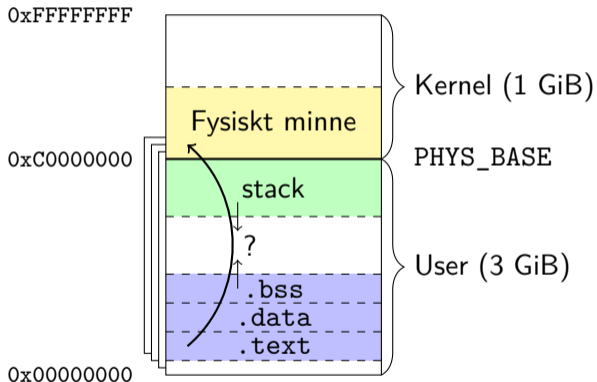 0xFFFFFFFF
Kernel (1 GiB)
Fysiskt minne
0xC0000000
PHYS_BASE
stack
?
User (3 GiB)
.bss
.data
.text
0x00000000